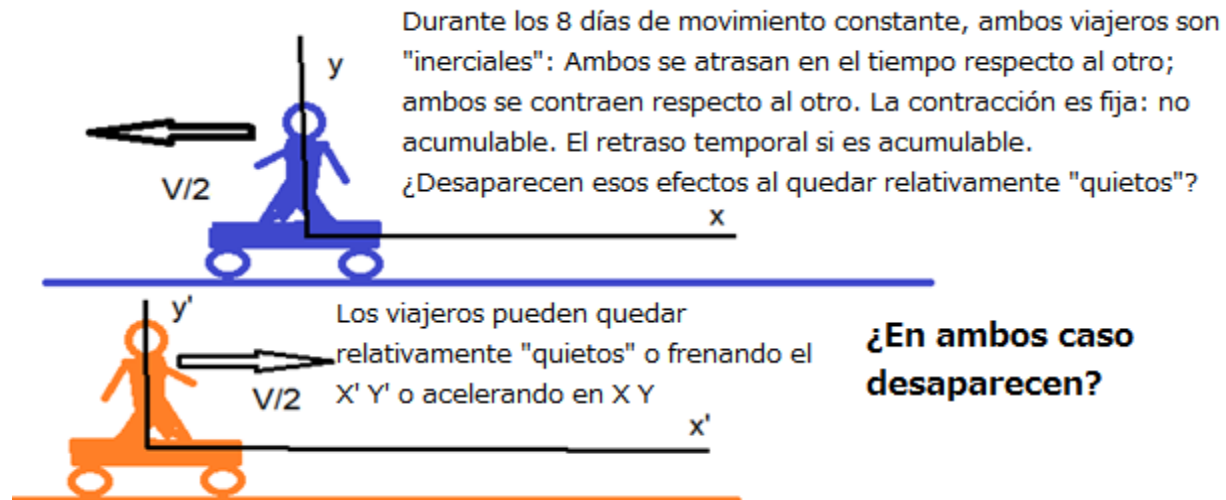 Durante los 8 días de movimiento constante, ambos viajeros son
"inerciales": Ambos se atrasan en el tiempo respecto al otro;
y
ambos se contraen respecto al otro. La contracción es fija: no
acumulable. El retraso temporal si es acumulable.
V/2
¿Desaparecen esos efectos al quedar relativamente "quietos"?
x
y'
Los viajeros pueden quedar
relativamente "quietos" o frenando el
V/2
X' Y' o acelerando en X Y
x'
¿En ambos caso
desaparecen?